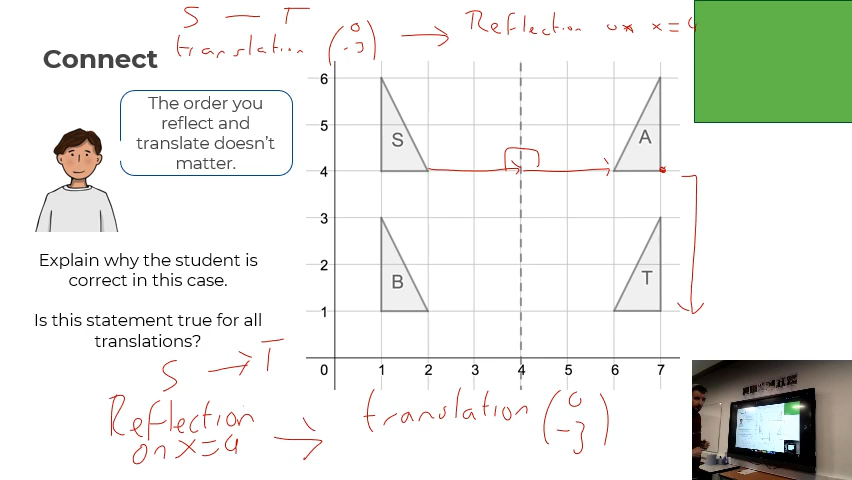 S — T
translation (0 -3) → Reflection on x=4
Connect
The order you
reflect and
translate doesn't
matter.
Explain why the student is
correct in this case.
Is this statement true for all
translations?
6
5
4
3
2
1
0 1 2 3 4 5 6 7
S
A
B
T
S → T
Reflection
on x=4 → translation (0 -3)